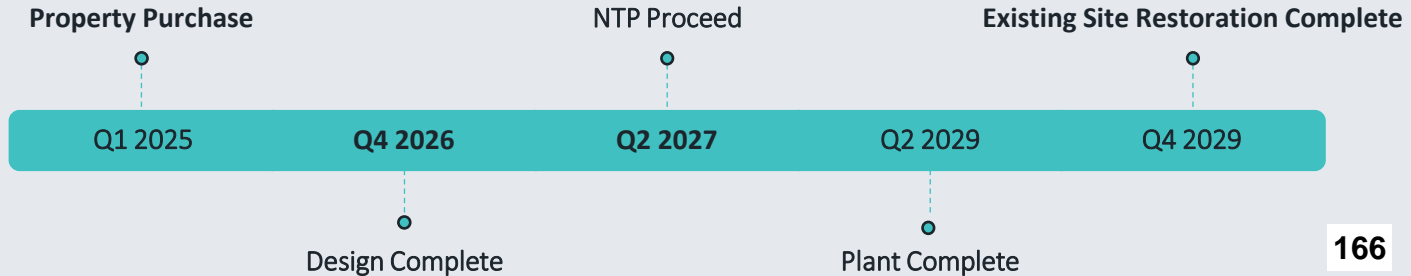 Property Purchase
NTP Proceed
Existing Site Restoration Complete
Q1 2025
Q4 2026
Q2 2027
Q2 2029
Q4 2029
Design Complete
Plant Complete
166